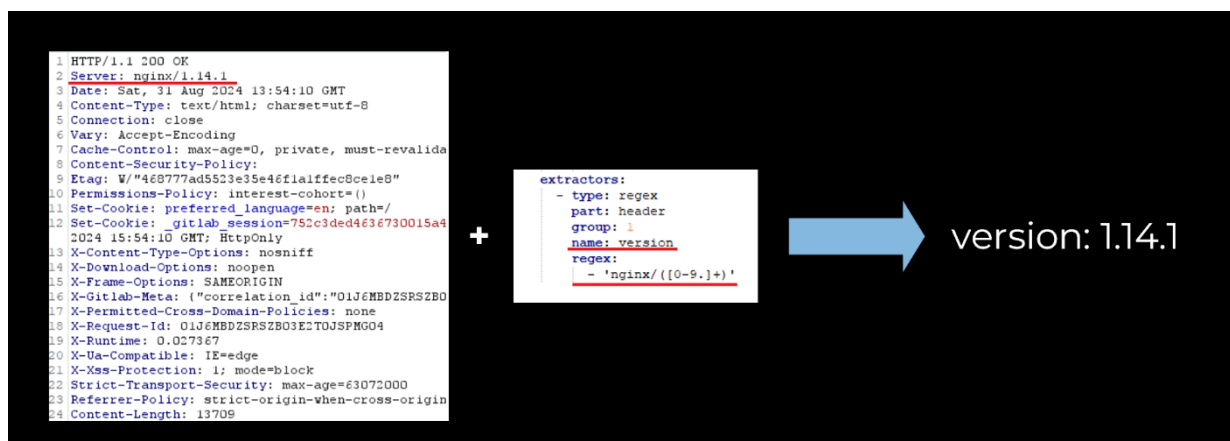 1 HTTP/1.1 200 OK
2 Server: nginx/1.14.1
3 Date: Sat, 31 Aug 2024 13:54:10 GMT
4 Content-Type: text/html; charset=utf-8
5 Connection: close
6 Vary: Accept-Encoding
7 Cache-Control: max-age=0, private, must-revalida
8 Content-Security-Policy:
9 Etag: W/"468777ad5523e35e46f1a1ffec8ce1e8"
10 Permissions-Policy: interest-cohort=()
11 Set-Cookie: preferred_language=en; path=/
12 Set-Cookie: _gitlab_session=752c3ded4636730015a4
2024 15:54:10 GMT; HttpOnly
13 X-Content-Type-Options: nosniff
14 X-Download-Options: noopen
15 X-Frame-Options: SAMEORIGIN
16 X-Gitlab-Meta: {"correlation_id":"01J6MBDZSRSZB0
17 X-Permitted-Cross-Domain-Policies: none
18 X-Request-Id: 01J6MBDZSRSZB03E2T0JSPMG04
19 X-Runtime: 0.027367
20 X-Ua-Compatible: IE=edge
21 X-Xss-Protection: 1; mode=block
22 Strict-Transport-Security: max-age=63072000
23 Referrer-Policy: strict-origin-when-cross-origin
24 Content-Length: 13709
+
extractors:
- type: regex
part: header
group: 1
name: version
regex:
- 'nginx/([0-9.]+)'
version: 1.14.1